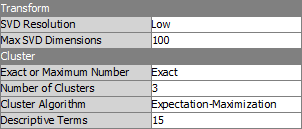 Transform
SVD Resolution Low
Max SVD Dimensions 100
Cluster
Exact or Maximum Number Exact
Number of Clusters 3
Cluster Algorithm Expectation-Maximization
Descriptive Terms 15